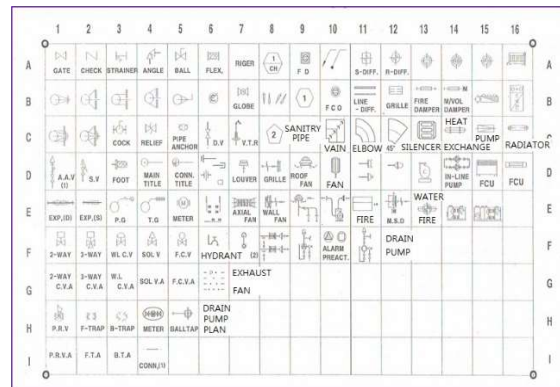 1 2 3 4 5 6 7 8 9 10 11 12 13 14 15 16
A GATE CHECK STRAINER ANGLE BALL FLEX, RIGER 1 CH F D S-DIFF. R-DIFF. A
B GLOBE 1 F C O LINE -DIFF. GRILLE FIRE DAMPER M M/VOL DAMPER B
C COCK RELIEF PIPE ANCHOR D.V V.T.R 2 SANITRY PIPE VAIN ELBOW 45° SILENCER HEAT EXCHANGE PUMP RADIATOR C
D A.A.V (1) S.V FOOT MAIN TITLE CONN. TITLE LOUVER GRILLE ROOF FAN FAN IN-LINE PUMP FCU FCU D
E EXP,(D) EXP,(S) P.G T.G METER AXIAL FAN WALL FAN FIRE M.S.D WATER FIRE E
F 2-WAY 3-WAY WL C.V SOL V F.C.V HYDRANT (2) ALARM PREACT. DRAIN PUMP F
G 2-WAY C.V.A 3-WAY C.V.A W.L C.V.A SOL V.A F.C.V.A EXHAUST FAN G
H P.R.V F-TRAP B-TRAP METER BALLTAP DRAIN PUMP PLAN H
I P.R.V.A F.T.A B.T.A CONN,(1) I